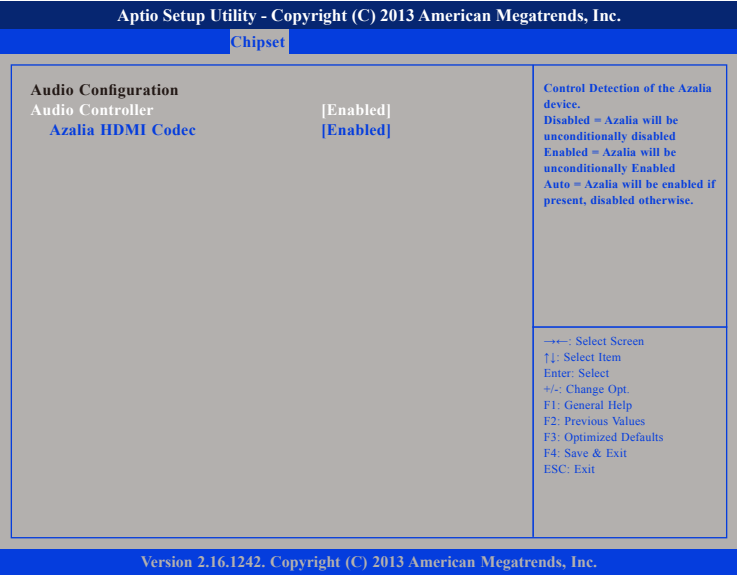 Aptio Setup Utility - Copyright (C) 2013 American Megatrends, Inc.
Chipset
Audio Configuration
Audio Controller [Enabled]
Azalia HDMI Codec [Enabled]
Control Detection of the Azalia
device.
Disabled = Azalia will be
unconditionally disabled
Enabled = Azalia will be
unconditionally Enabled
Auto = Azalia will be enabled if
present, disabled otherwise.
→←: Select Screen
↑↓: Select Item
Enter: Select
+/-: Change Opt.
F1: General Help
F2: Previous Values
F3: Optimized Defaults
F4: Save & Exit
ESC: Exit
Version 2.16.1242. Copyright (C) 2013 American Megatrends, Inc.